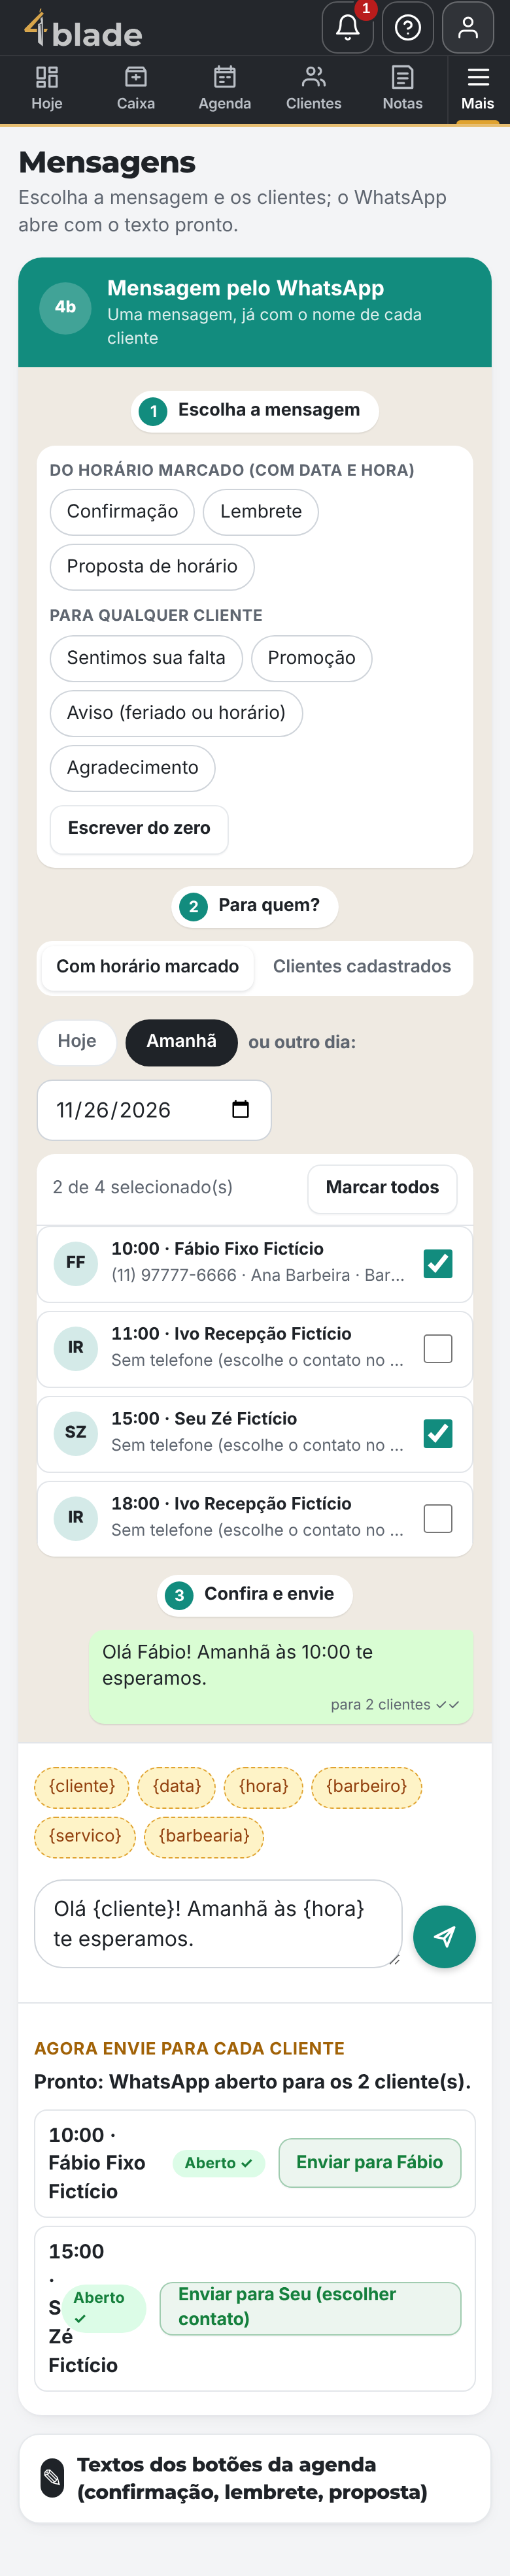 4blade
1
Hoje
Caixa
Agenda
Clientes
Notas
Mais
Mensagens
Escolha a mensagem e os clientes; o WhatsApp
abre com o texto pronto.
4b
Mensagem pelo WhatsApp
Uma mensagem, já com o nome de cada
cliente
1 Escolha a mensagem
DO HORÁRIO MARCADO (COM DATA E HORA)
Confirmação
Lembrete
Proposta de horário
PARA QUALQUER CLIENTE
Sentimos sua falta
Promoção
Aviso (feriado ou horário)
Agradecimento
Escrever do zero
2 Para quem?
Com horário marcado
Clientes cadastrados
Hoje
Amanhã
ou outro dia:
11/26/2026
2 de 4 selecionado(s)
Marcar todos
FF
10:00 · Fábio Fixo Fictício
(11) 97777-6666 · Ana Barbeira · Bar...
IR
11:00 · Ivo Recepção Fictício
Sem telefone (escolhe o contato no ...
SZ
15:00 · Seu Zé Fictício
Sem telefone (escolhe o contato no ...
IR
18:00 · Ivo Recepção Fictício
Sem telefone (escolhe o contato no ...
3 Confira e envie
Olá Fábio! Amanhã às 10:00 te
esperamos.
para 2 clientes ✓✓
{cliente}
{data}
{hora}
{barbeiro}
{servico}
{barbearia}
Olá {cliente}! Amanhã às {hora}
te esperamos.
AGORA ENVIE PARA CADA CLIENTE
Pronto: WhatsApp aberto para os 2 cliente(s).
10:00 ·
Fábio Fixo
Fictício
Aberto ✓
Enviar para Fábio
15:00
·
S
Zé
Fictício
Aberto
✓
Enviar para Seu (escolher
contato)
Textos dos botões da agenda
(confirmação, lembrete, proposta)